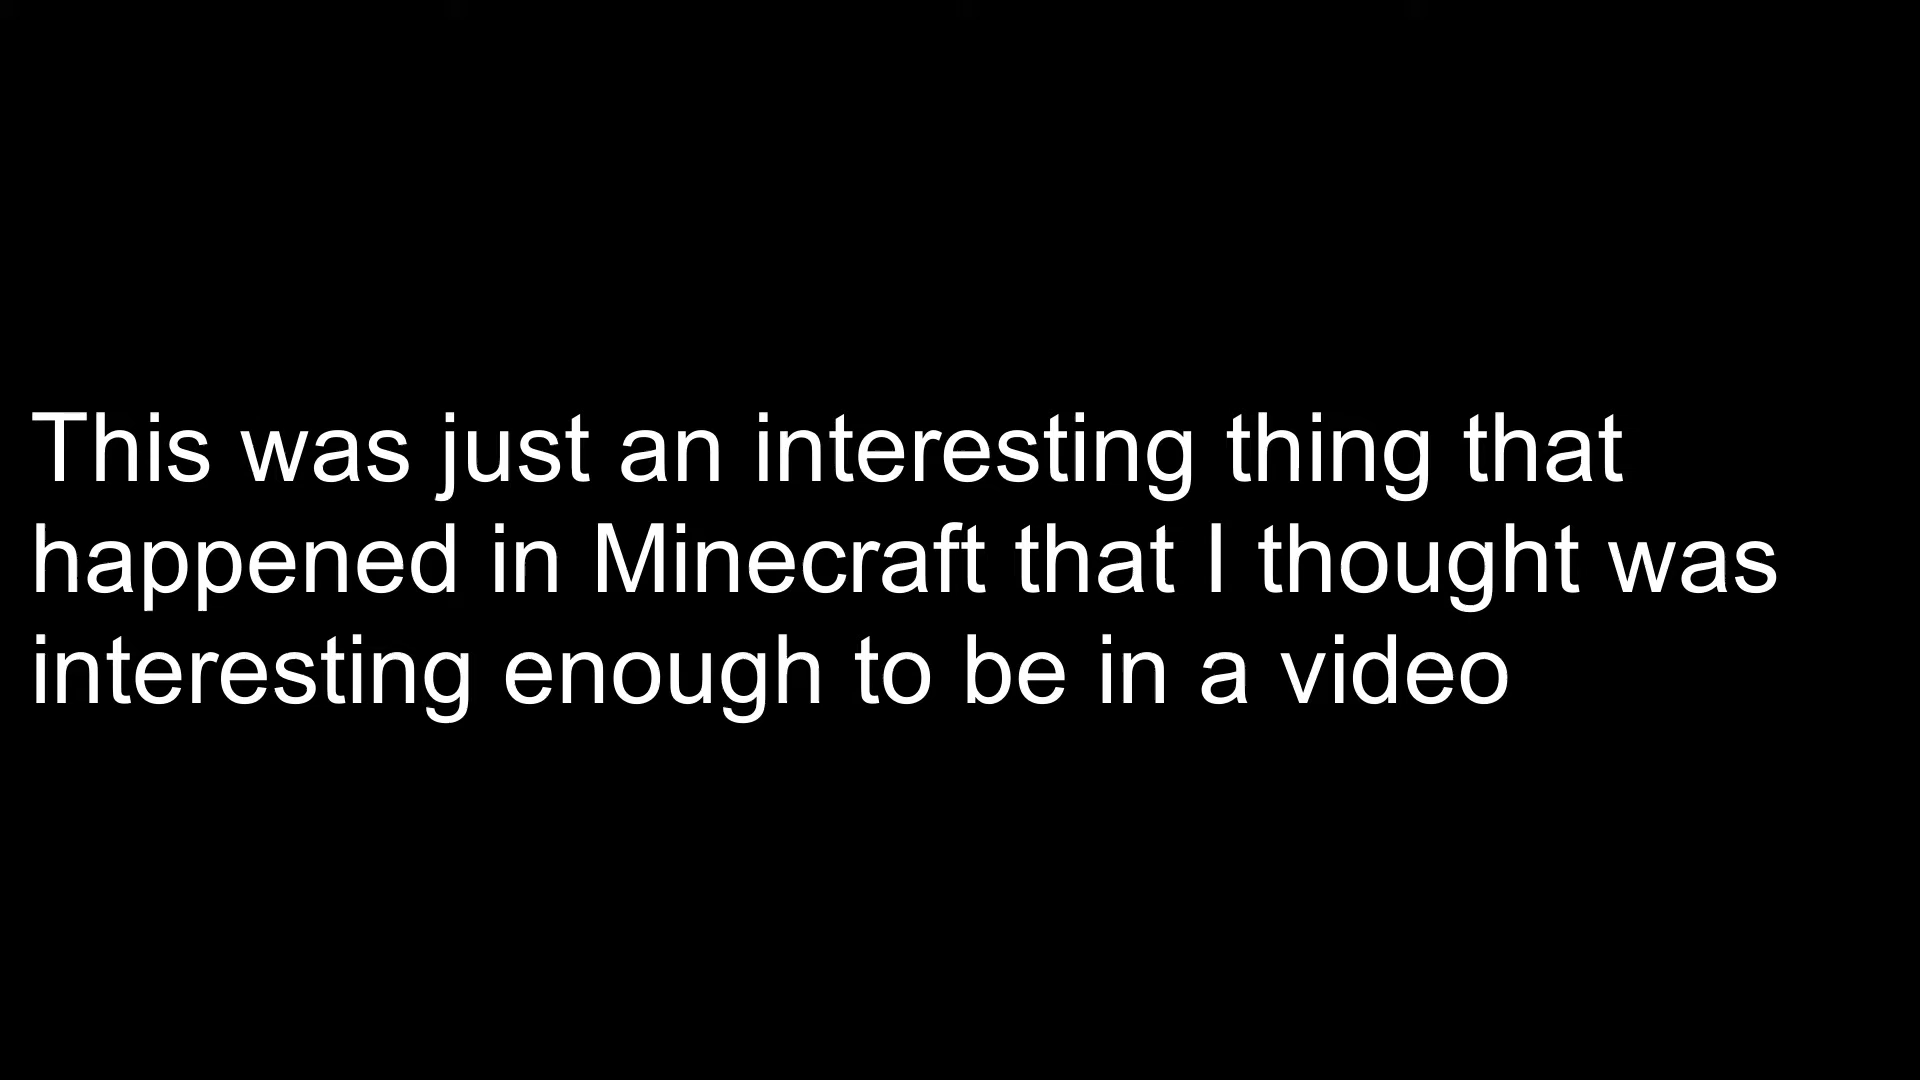 This was just an interesting thing that
happened in Minecraft that I thought was
interesting enough to be in a video